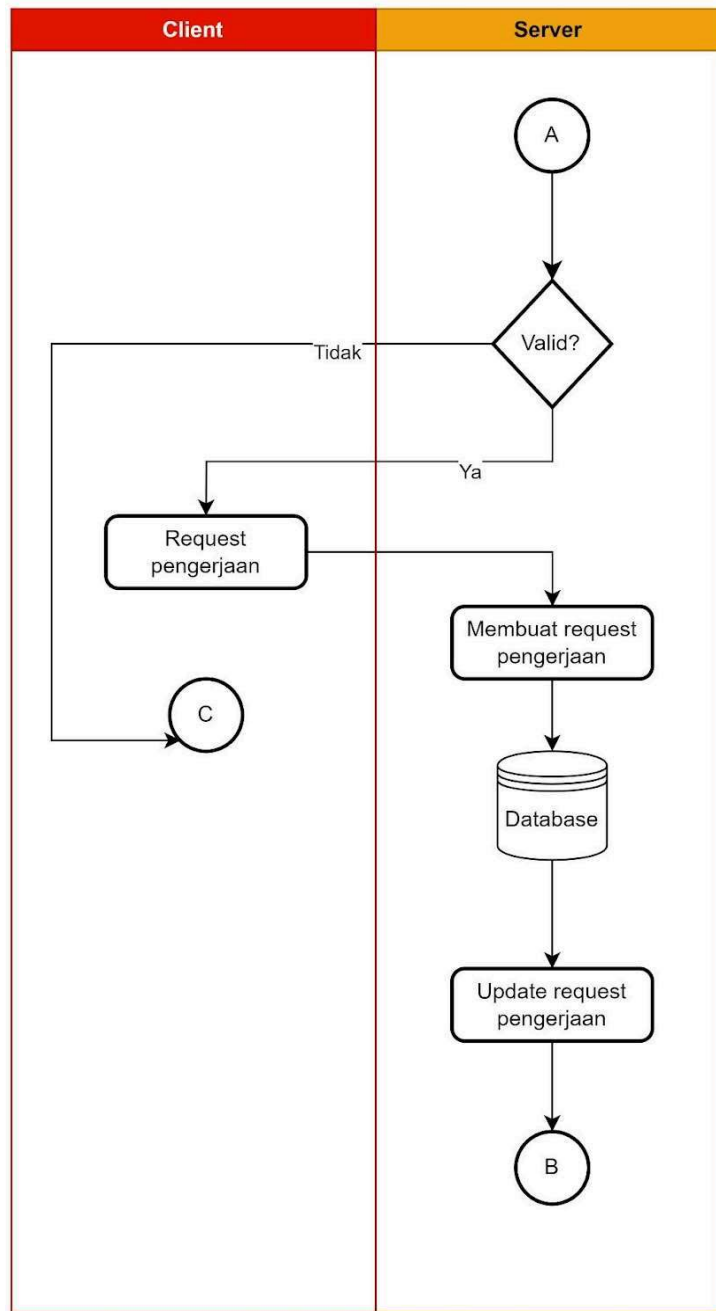 Client
Server
A
Valid?
Tidak
Ya
Request
pengerjaan
Membuat request
pengerjaan
C
Database
Update request
pengerjaan
B